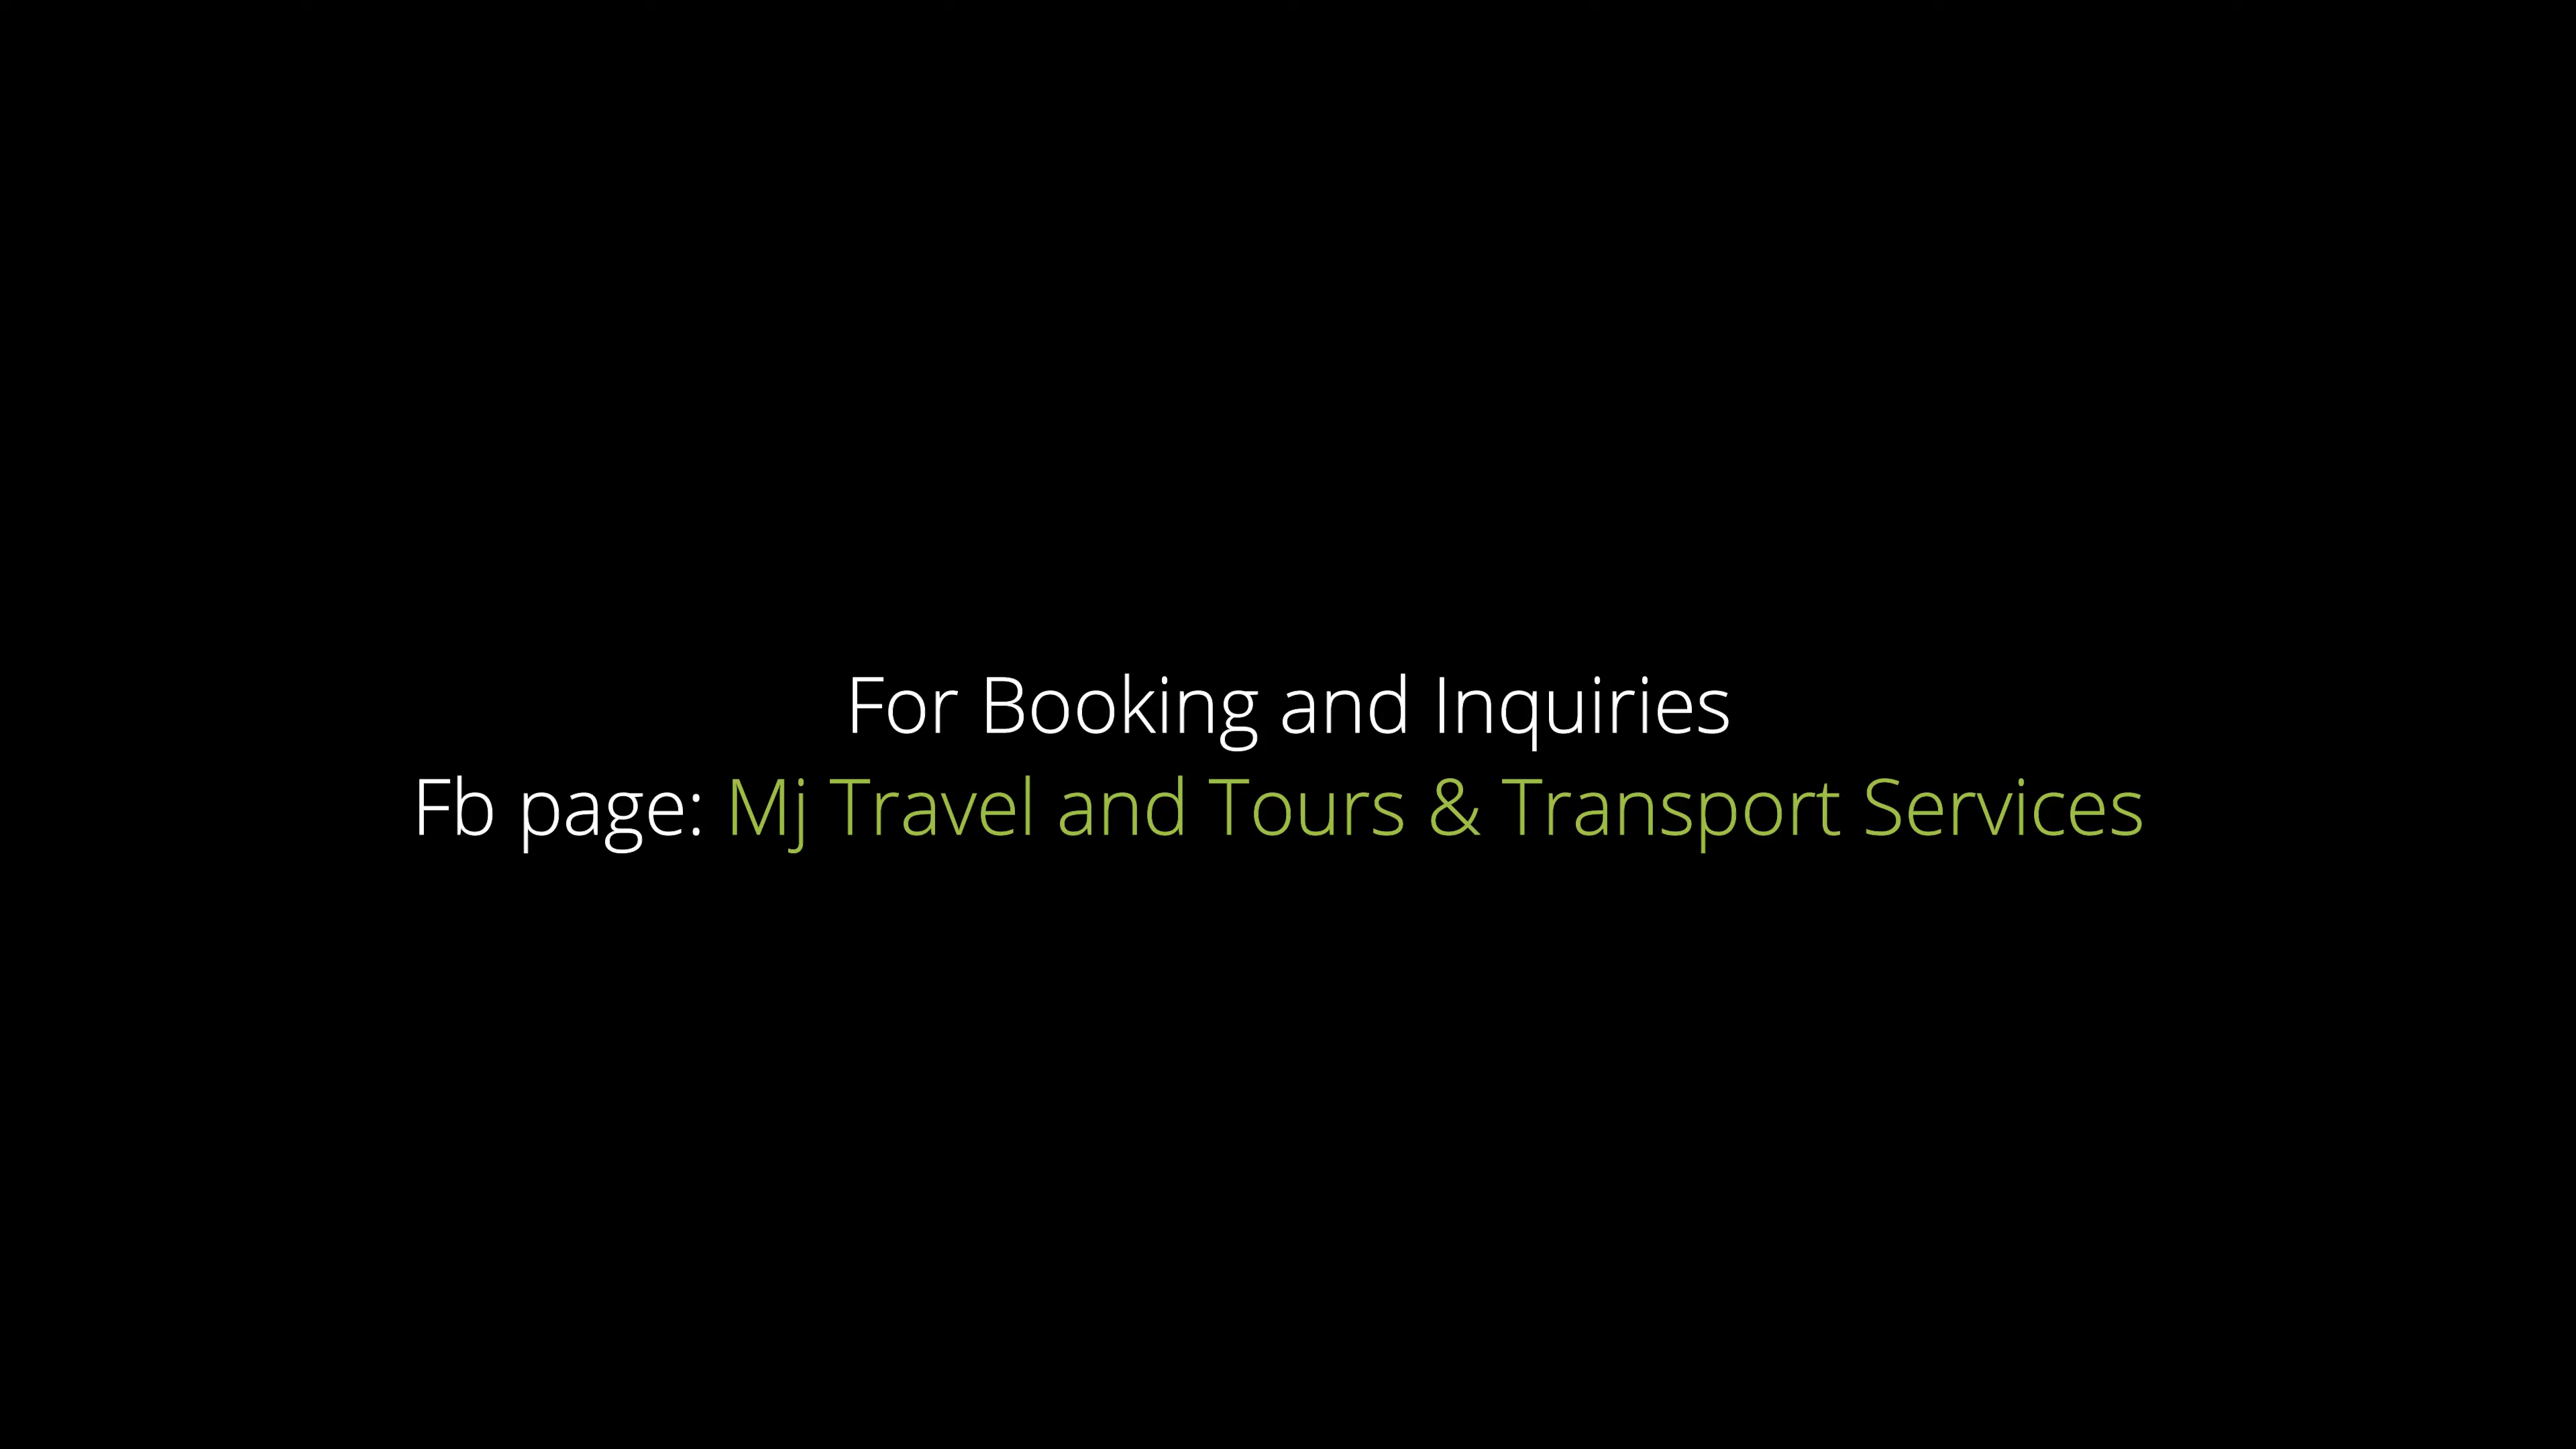 For Booking and Inquiries
Fb page: Mj Travel and Tours & Transport Services